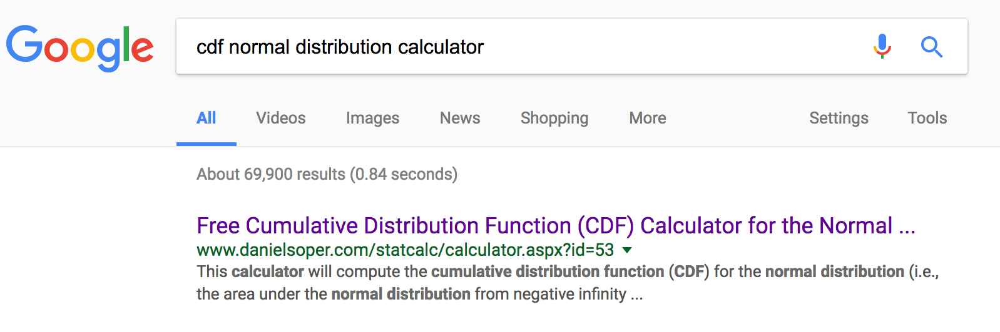 Google
cdf normal distribution calculator
All Videos Images News Shopping More Settings Tools
About 69,900 results (0.84 seconds)
Free Cumulative Distribution Function (CDF) Calculator for the Normal ...
www.danielsoper.com/statcalc/calculator.aspx?id=53
This calculator will compute the cumulative distribution function (CDF) for the normal distribution (i.e.,
the area under the normal distribution from negative infinity ...